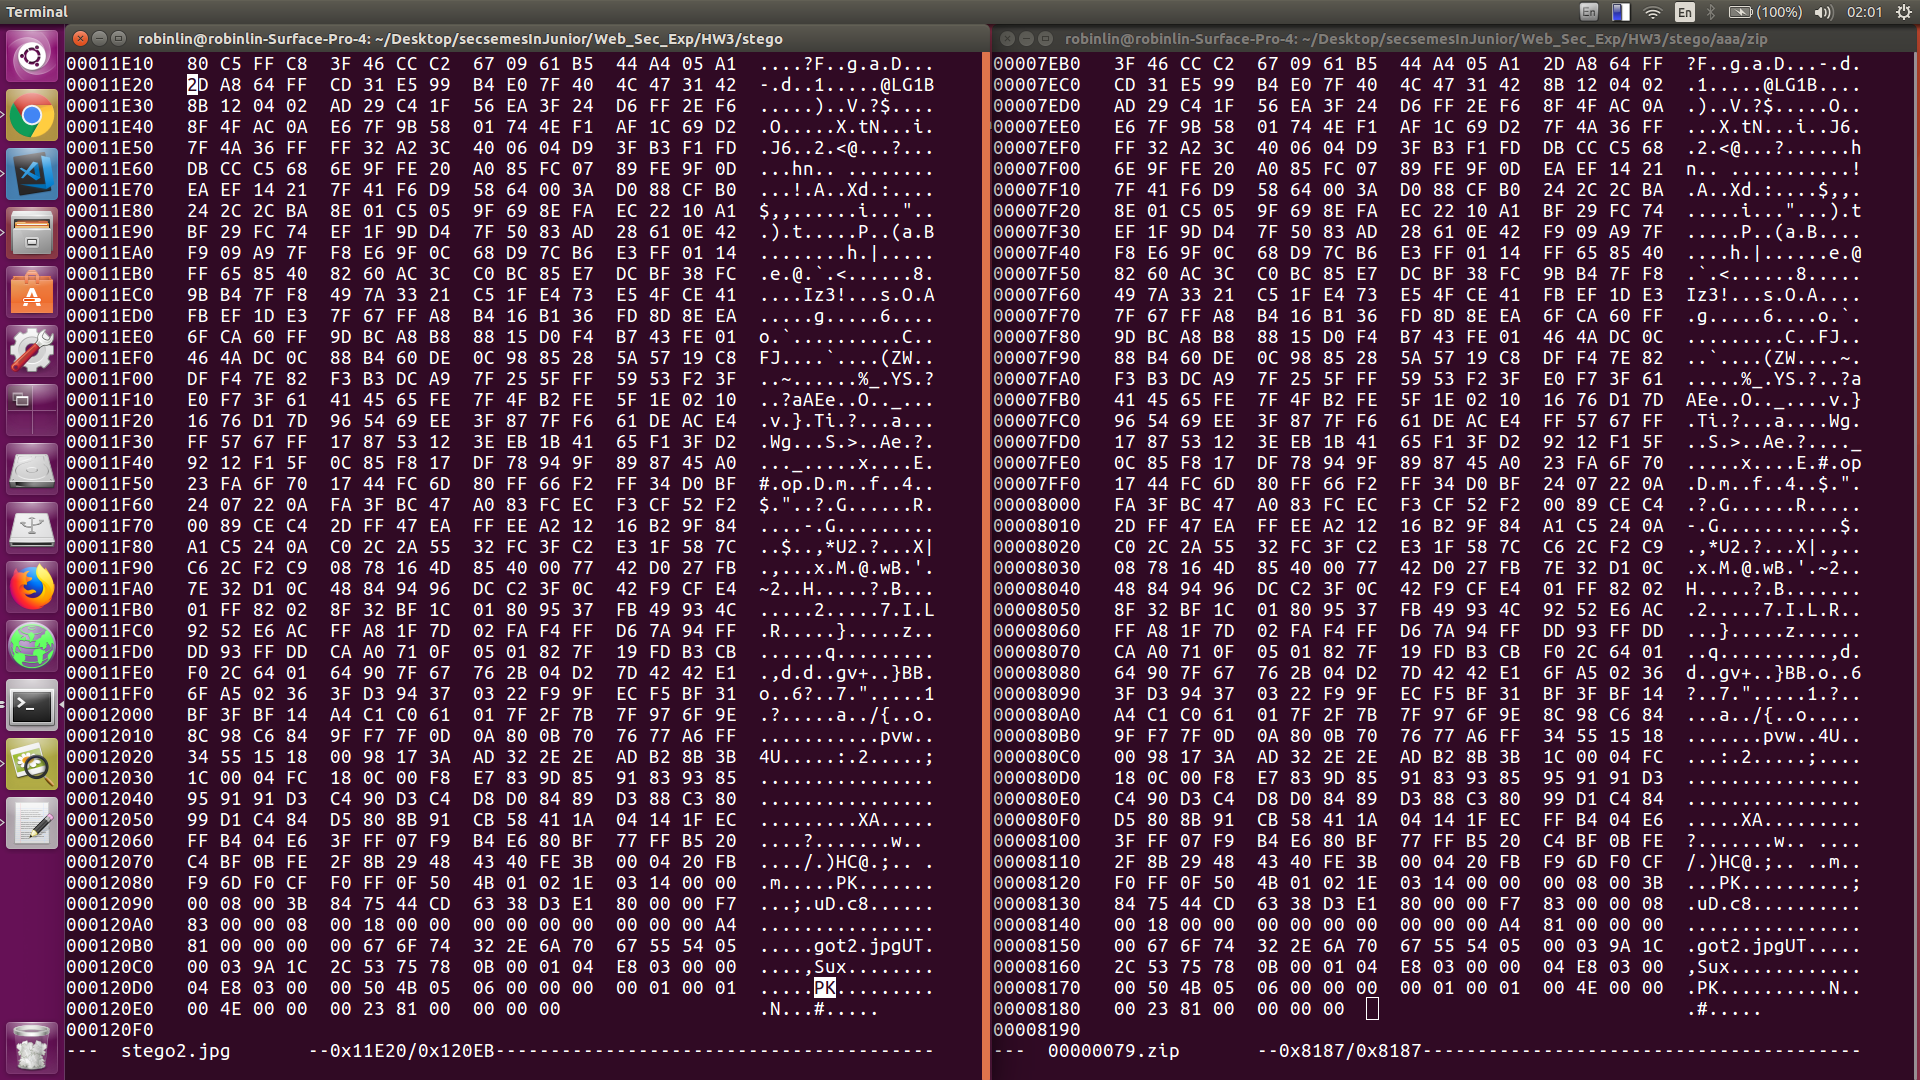 Terminal
En
En
(100%)
02:01
robinlin@robinlin-Surface-Pro-4: ~/Desktop/secsemesInJunior/Web_Sec_Exp/HW3/stego
00011E10 80 C5 FF C8 3F 46 CC C2 67 09 61 B5 44 A4 05 A1 ....?F..g.a.D...
00011E20 2D A8 64 FF CD 31 E5 99 B4 E0 7F 40 4C 47 31 42 -.d..1.....@LG1B
00011E30 8B 12 04 02 AD 29 C4 1F 56 EA 3F 24 D6 FF 2E F6 .....)..V.?$....
00011E40 8F 4F AC 0A E6 7F 9B 58 01 74 4E F1 AF 1C 69 D2 .O.....X.tN...i.
00011E50 7F 4A 36 FF FF 32 A2 3C 40 06 04 D9 3F B3 F1 FD .J6..2.<@...?...
00011E60 DB CC C5 68 6E 9F FE 20 A0 85 FC 07 89 FE 9F 0D ...hn.. ........
00011E70 EA EF 14 21 7F 41 F6 D9 58 64 00 3A D0 88 CF B0 ...!.A..Xd.:....
00011E80 24 2C 2C BA 8E 01 C5 05 9F 69 8E FA EC 22 10 A1 $,,......i..."..
00011E90 BF 29 FC 74 EF 1F 9D D4 7F 50 83 AD 28 61 0E 42 .).t.....P..(a.B
00011EA0 F9 09 A9 7F F8 E6 9F 0C 68 D9 7C B6 E3 FF 01 14 ........h.|.....
00011EB0 FF 65 85 40 82 60 AC 3C C0 BC 85 E7 DC BF 38 FC .e.@.`.<......8.
00011EC0 9B B4 7F F8 49 7A 33 21 C5 1F E4 73 E5 4F CE 41 ....Iz3!...s.O.A
00011ED0 FB EF 1D E3 7F 67 FF A8 B4 16 B1 36 FD 8D 8E EA .....g.....6....
00011EE0 6F CA 60 FF 9D BC A8 B8 88 15 D0 F4 B7 43 FE 01 o.`..........C..
00011EF0 46 4A DC 0C 88 B4 60 DE 0C 98 85 28 5A 57 19 C8 FJ....`....(ZW..
00011F00 DF F4 7E 82 F3 B3 DC A9 7F 25 5F FF 59 53 F2 3F ..~......%_.YS.?
00011F10 E0 F7 3F 61 41 45 65 FE 7F 4F B2 FE 5F 1E 02 10 ..?aAEe..O.._...
00011F20 16 76 D1 7D 96 54 69 EE 3F 87 7F F6 61 DE AC E4 .v.}.Ti.?...a...
00011F30 FF 57 67 FF 17 87 53 12 3E EB 1B 41 65 F1 3F D2 .Wg...S.>..Ae.?.
00011F40 92 12 F1 5F 0C 85 F8 17 DF 78 94 9F 89 87 45 A0 ..._.....x....E.
00011F50 23 FA 6F 70 17 44 FC 6D 80 FF 66 F2 FF 34 D0 BF #.op.D.m..f..4..
00011F60 24 07 22 0A FA 3F BC 47 A0 83 FC EC F3 CF 52 F2 $."..?.G......R.
00011F70 00 89 CE C4 2D FF 47 EA FF EE A2 12 16 B2 9F 84 ....-.G.........
00011F80 A1 C5 24 0A C0 2C 2A 55 32 FC 3F C2 E3 1F 58 7C ..$..,*U2.?...X|
00011F90 C6 2C F2 C9 08 78 16 4D 85 40 00 77 42 D0 27 FB .,...x.M.@.wB.'.
00011FA0 7E 32 D1 0C 48 84 94 96 DC C2 3F 0C 42 F9 CF E4 ~2..H.....?.B...
00011FB0 01 FF 82 02 8F 32 BF 1C 01 80 95 37 FB 49 93 4C .....2.....7.I.L
00011FC0 92 52 E6 AC FF A8 1F 7D 02 FA F4 FF D6 7A 94 FF .R.....}.....z..
00011FD0 DD 93 FF DD CA A0 71 0F 05 01 82 7F 19 FD B3 CB ......q.........
00011FE0 F0 2C 64 01 64 90 7F 67 76 2B 04 D2 7D 42 42 E1 .,d.d..gv+..}BB.
00011FF0 6F A5 02 36 3F D3 94 37 03 22 F9 9F EC F5 BF 31 o..6?..7.".....1
00012000 BF 3F BF 14 A4 C1 C0 61 01 7F 2F 7B 7F 97 6F 9E .?.....a../{..o.
00012010 8C 98 C6 84 9F F7 7F 0D 0A 80 0B 70 76 77 A6 FF ...........pvw..
00012020 34 55 15 18 00 98 17 3A AD 32 2E 2E AD B2 8B 3B 4U.....:.2.....;
00012030 1C 00 04 FC 18 0C 00 F8 E7 83 9D 85 91 83 93 85 ................
00012040 95 91 91 D3 C4 90 D3 C4 D8 D0 84 89 D3 88 C3 80 ................
00012050 99 D1 C4 84 D5 80 8B 91 CB 58 41 1A 04 14 1F EC .........XA.....
00012060 FF B4 04 E6 3F FF 07 F9 B4 E6 80 BF 77 FF B5 20 ....?.......w.. 
00012070 C4 BF 0B FE 2F 8B 29 48 43 40 FE 3B 00 04 20 FB ..../.)HC@.;.. .
00012080 F9 6D F0 CF F0 FF 0F 50 4B 01 02 1E 03 14 00 00 .m.....PK.......
00012090 00 08 00 3B 84 75 44 CD 63 38 D3 E1 80 00 00 F7 ...;.uD.c8......
000120A0 83 00 00 08 00 18 00 00 00 00 00 00 00 00 00 A4 ................
000120B0 81 00 00 00 00 67 6F 74 32 2E 6A 70 67 55 54 05 .....got2.jpgUT.
000120C0 00 03 9A 1C 2C 53 75 78 0B 00 01 04 E8 03 00 00 ....,Sux........
000120D0 04 E8 03 00 00 50 4B 05 06 00 00 00 00 01 00 01 .....PK.........
000120E0 00 4E 00 00 00 23 81 00 00 00 00 .N...#.....
000120F0
--- stego2.jpg --0x11E20/0x120EB--------------------------------------
robinlin@robinlin-Surface-Pro-4: ~/Desktop/secsemesInJunior/Web_Sec_Exp/HW3/stego/aaa/zip
00007EB0 3F 46 CC C2 67 09 61 B5 44 A4 05 A1 2D A8 64 FF ?F..g.a.D...-.d.
00007EC0 CD 31 E5 99 B4 E0 7F 40 4C 47 31 42 8B 12 04 02 .1.....@LG1B....
00007ED0 AD 29 C4 1F 56 EA 3F 24 D6 FF 2E F6 8F 4F AC 0A .)..V.?$.....O..
00007EE0 E6 7F 9B 58 01 74 4E F1 AF 1C 69 D2 7F 4A 36 FF ...X.tN...i..J6.
00007EF0 FF 32 A2 3C 40 06 04 D9 3F B3 F1 FD DB CC C5 68 .2.<@...?......h
00007F00 6E 9F FE 20 A0 85 FC 07 89 FE 9F 0D EA EF 14 21 n.. ...........!
00007F10 7F 41 F6 D9 58 64 00 3A D0 88 CF B0 24 2C 2C BA .A..Xd.:....$,,.
00007F20 8E 01 C5 05 9F 69 8E FA EC 22 10 A1 BF 29 FC 74 .....i..."...).t
00007F30 EF 1F 9D D4 7F 50 83 AD 28 61 0E 42 F9 09 A9 7F .....P..(a.B....
00007F40 F8 E6 9F 0C 68 D9 7C B6 E3 FF 01 14 FF 65 85 40 ....h.|......e.@
00007F50 82 60 AC 3C C0 BC 85 E7 DC BF 38 FC 9B B4 7F F8 .`.<......8.....
00007F60 49 7A 33 21 C5 1F E4 73 E5 4F CE 41 FB EF 1D E3 Iz3!...s.O.A....
00007F70 7F 67 FF A8 B4 16 B1 36 FD 8D 8E EA 6F CA 60 FF .g.....6....o.`.
00007F80 9D BC A8 B8 88 15 D0 F4 B7 43 FE 01 46 4A DC 0C .........C..FJ..
00007F90 88 B4 60 DE 0C 98 85 28 5A 57 19 C8 DF F4 7E 82 ..`....(ZW....~.
00007FA0 F3 B3 DC A9 7F 25 5F FF 59 53 F2 3F E0 F7 3F 61 .....%_.YS.?..?a
00007FB0 41 45 65 FE 7F 4F B2 FE 5F 1E 02 10 16 76 D1 7D AEe..O.._....v.}
00007FC0 96 54 69 EE 3F 87 7F F6 61 DE AC E4 FF 57 67 FF .Ti.?...a....Wg.
00007FD0 17 87 53 12 3E EB 1B 41 65 F1 3F D2 92 12 F1 5F ..S.>..Ae.?...._
00007FE0 0C 85 F8 17 DF 78 94 9F 89 87 45 A0 23 FA 6F 70 .....x....E.#.op
00007FF0 17 44 FC 6D 80 FF 66 F2 FF 34 D0 BF 24 07 22 0A .D.m..f..4..$.".
00008000 FA 3F BC 47 A0 83 FC EC F3 CF 52 F2 00 89 CE C4 .?.G......R.....
00008010 2D FF 47 EA FF EE A2 12 16 B2 9F 84 A1 C5 24 0A -.G...........$.
00008020 C0 2C 2A 55 32 FC 3F C2 E3 1F 58 7C C6 2C F2 C9 .,*U2.?...X|.,..
00008030 08 78 16 4D 85 40 00 77 42 D0 27 FB 7E 32 D1 0C .x.M.@.wB.'.~2..
00008040 48 84 94 96 DC C2 3F 0C 42 F9 CF E4 01 FF 82 02 H.....?.B.......
00008050 8F 32 BF 1C 01 80 95 37 FB 49 93 4C 92 52 E6 AC .2.....7.I.L.R..
00008060 FF A8 1F 7D 02 FA F4 FF D6 7A 94 FF DD 93 FF DD ...}.....z......
00008070 CA A0 71 0F 05 01 82 7F 19 FD B3 CB F0 2C 64 01 ..q..........,d.
00008080 64 90 7F 67 76 2B 04 D2 7D 42 42 E1 6F A5 02 36 d..gv+..}BB.o..6
00008090 3F D3 94 37 03 22 F9 9F EC F5 BF 31 BF 3F BF 14 ?..7.".....1.?..
000080A0 A4 C1 C0 61 01 7F 2F 7B 7F 97 6F 9E 8C 98 C6 84 ...a../{..o.....
000080B0 9F F7 7F 0D 0A 80 0B 70 76 77 A6 FF 34 55 15 18 .......pvw..4U..
000080C0 00 98 17 3A AD 32 2E 2E AD B2 8B 3B 1C 00 04 FC ...:.2.....;....
000080D0 18 0C 00 F8 E7 83 9D 85 91 83 93 85 95 91 91 D3 ................
000080E0 C4 90 D3 C4 D8 D0 84 89 D3 88 C3 80 99 D1 C4 84 ................
000080F0 D5 80 8B 91 CB 58 41 1A 04 14 1F EC FF B4 04 E6 .....XA.........
00008100 3F FF 07 F9 B4 E6 80 BF 77 FF B5 20 C4 BF 0B FE ?.......w.. ....
00008110 2F 8B 29 48 43 40 FE 3B 00 04 20 FB F9 6D F0 CF /.)HC@.;.. ..m..
00008120 F0 FF 0F 50 4B 01 02 1E 03 14 00 00 00 08 00 3B ...PK..........;
00008130 84 75 44 CD 63 38 D3 E1 80 00 00 F7 83 00 00 08 .uD.c8..........
00008140 00 18 00 00 00 00 00 00 00 00 00 A4 81 00 00 00 ................
00008150 00 67 6F 74 32 2E 6A 70 67 55 54 05 00 03 9A 1C .got2.jpgUT.....
00008160 2C 53 75 78 0B 00 01 04 E8 03 00 00 04 E8 03 00 ,Sux............
00008170 00 50 4B 05 06 00 00 00 00 01 00 01 00 4E 00 00 .PK..........N..
00008180 00 23 81 00 00 00 00 .#.....
00008190
--- 00000079.zip --0x8187/0x8187--------------------------------------